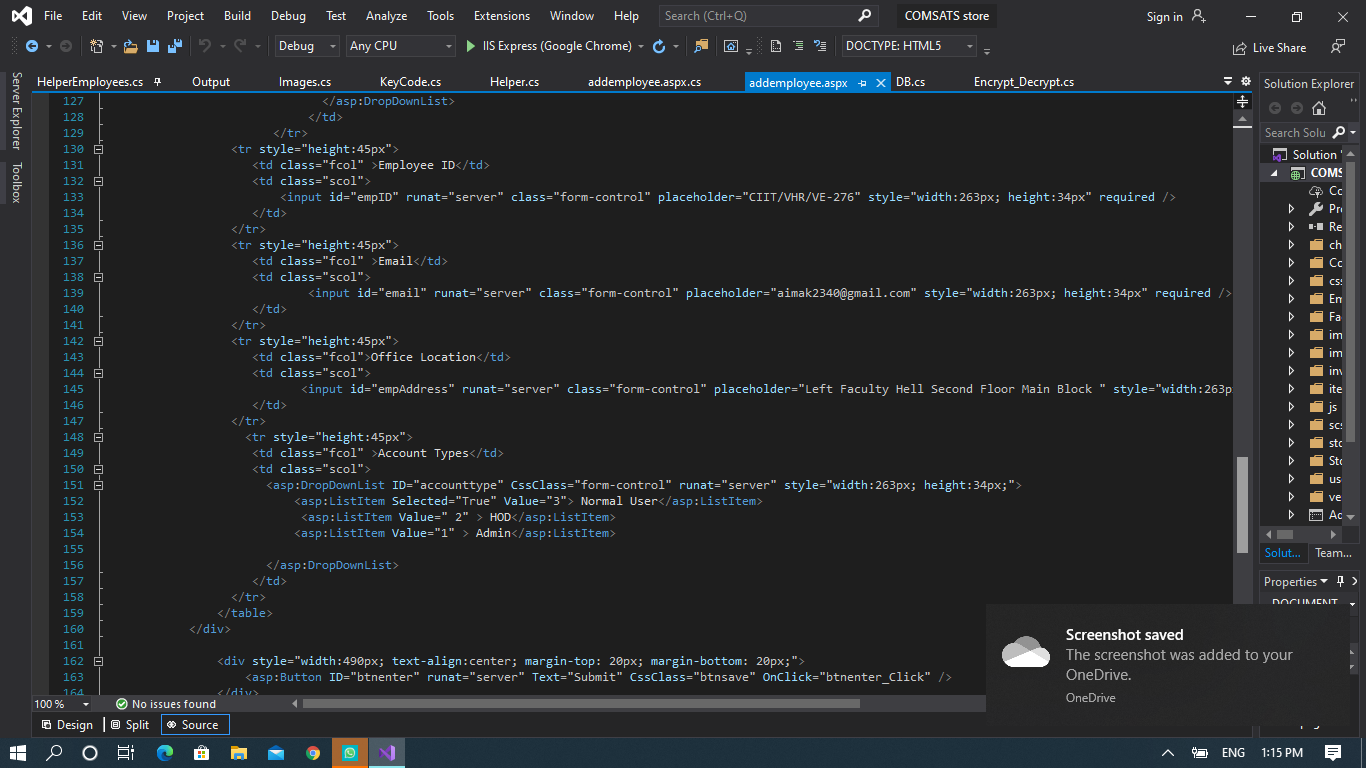 File Edit View Project Build Debug Test Analyze Tools Extensions Window Help Search (Ctrl+Q) COMSATS store Sign in
Debug Any CPU IIS Express (Google Chrome) DOCTYPE: HTML5 Live Share
HelperEmployees.cs Output Images.cs KeyCode.cs Helper.cs addemployee.aspx.cs addemployee.aspx DB.cs Encrypt_Decrypt.cs
Server Explorer
Toolbox
127 </asp:DropDownList>
128 </td>
129 </tr>
130 <tr style="height:45px">
131 <td class="fcol" >Employee ID</td>
132 <td class="scol">
133 <input id="empID" runat="server" class="form-control" placeholder="CIIT/VHR/VE-276" style="width:263px; height:34px" required />
134 </td>
135 </tr>
136 <tr style="height:45px">
137 <td class="fcol" >Email</td>
138 <td class="scol">
139 <input id="email" runat="server" class="form-control" placeholder="aimak2340@gmail.com" style="width:263px; height:34px" required />
140 </td>
141 </tr>
142 <tr style="height:45px">
143 <td class="fcol">Office Location</td>
144 <td class="scol">
145 <input id="empAddress" runat="server" class="form-control" placeholder="Left Faculty Hell Second Floor Main Block " style="width:263p
146 </td>
147 </tr>
148 <tr style="height:45px">
149 <td class="fcol" >Account Types</td>
150 <td class="scol">
151 <asp:DropDownList ID="accounttype" CssClass="form-control" runat="server" style="width:263px; height:34px;">
152 <asp:ListItem Selected="True" Value="3"> Normal User</asp:ListItem>
153 <asp:ListItem Value=" 2" > HOD</asp:ListItem>
154 <asp:ListItem Value="1" > Admin</asp:ListItem>
155
156 </asp:DropDownList>
157 </td>
158 </tr>
159 </table>
160 </div>
161
162 <div style="width:490px; text-align:center; margin-top: 20px; margin-bottom: 20px;">
163 <asp:Button ID="btnenter" runat="server" Text="Submit" CssClass="btnsave" OnClick="btnenter_Click" />
164 </div>
100 % No issues found
Design Split Source
Solution Explorer
Search Solu
Solution '
COMS
Co
Pro
Re
ch
Co
css
Em
Fa
im
im
inv
ite
js
scs
sto
Sto
use
ve
Ad
Solut... Team...
Properties
DOCUMENT
Screenshot saved
The screenshot was added to your
OneDrive.
OneDrive
ENG 1:15 PM